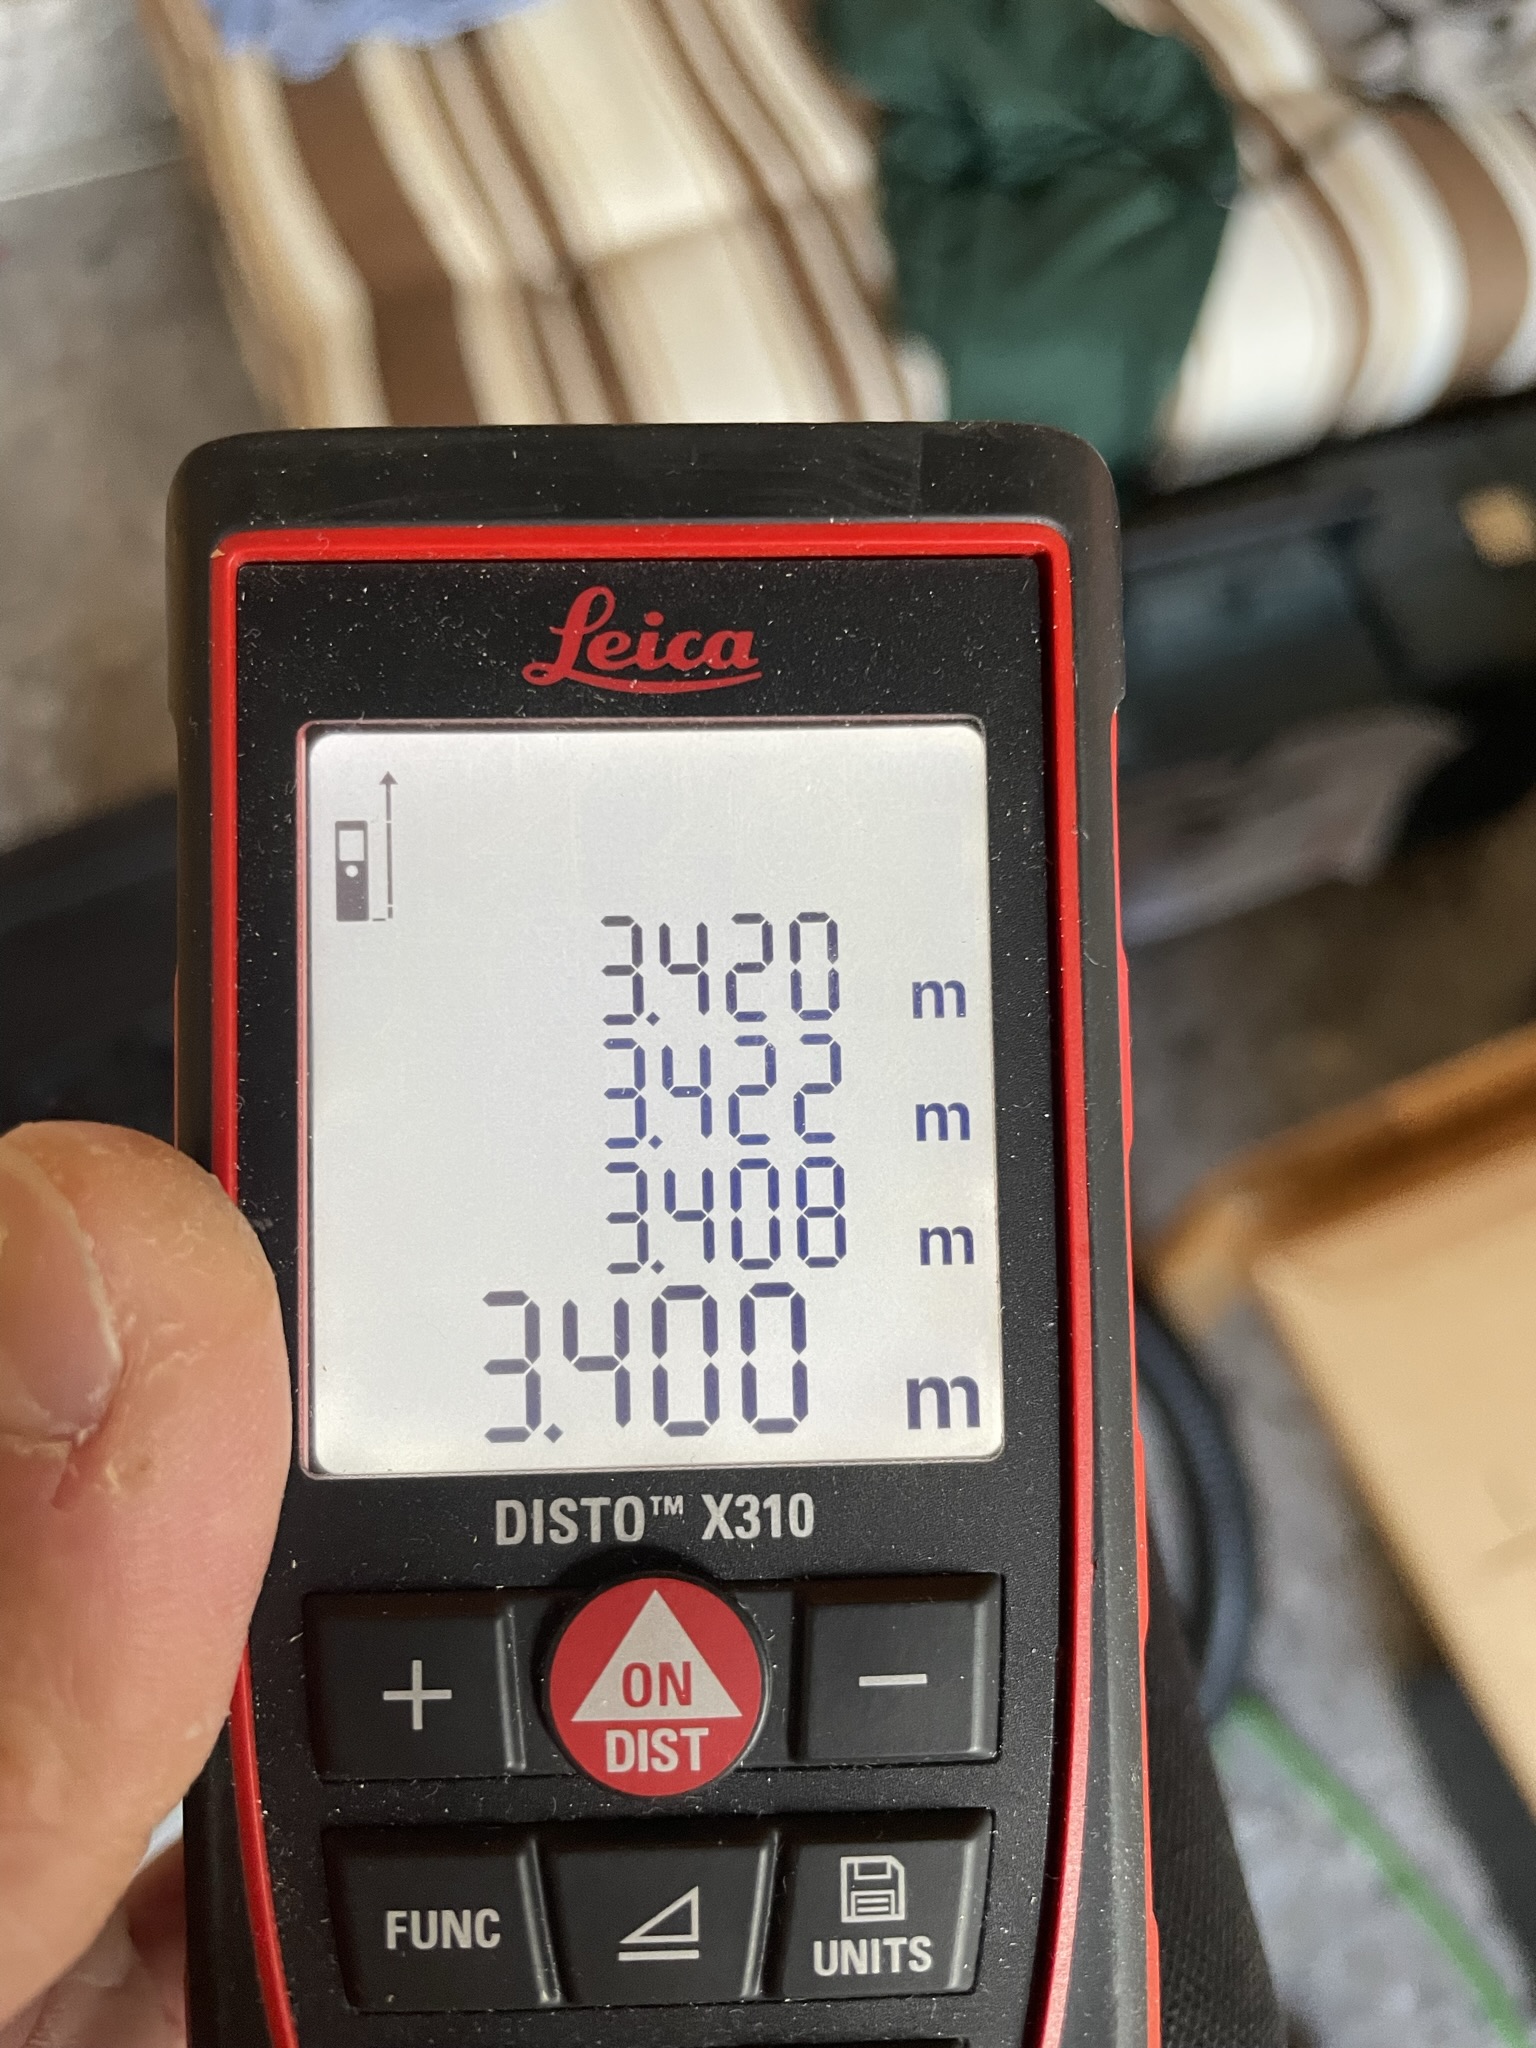 Leica
3.420 m
3.422 m
3.408 m
3.400 m
DISTO™ X310
+ ON DIST −
FUNC UNITS